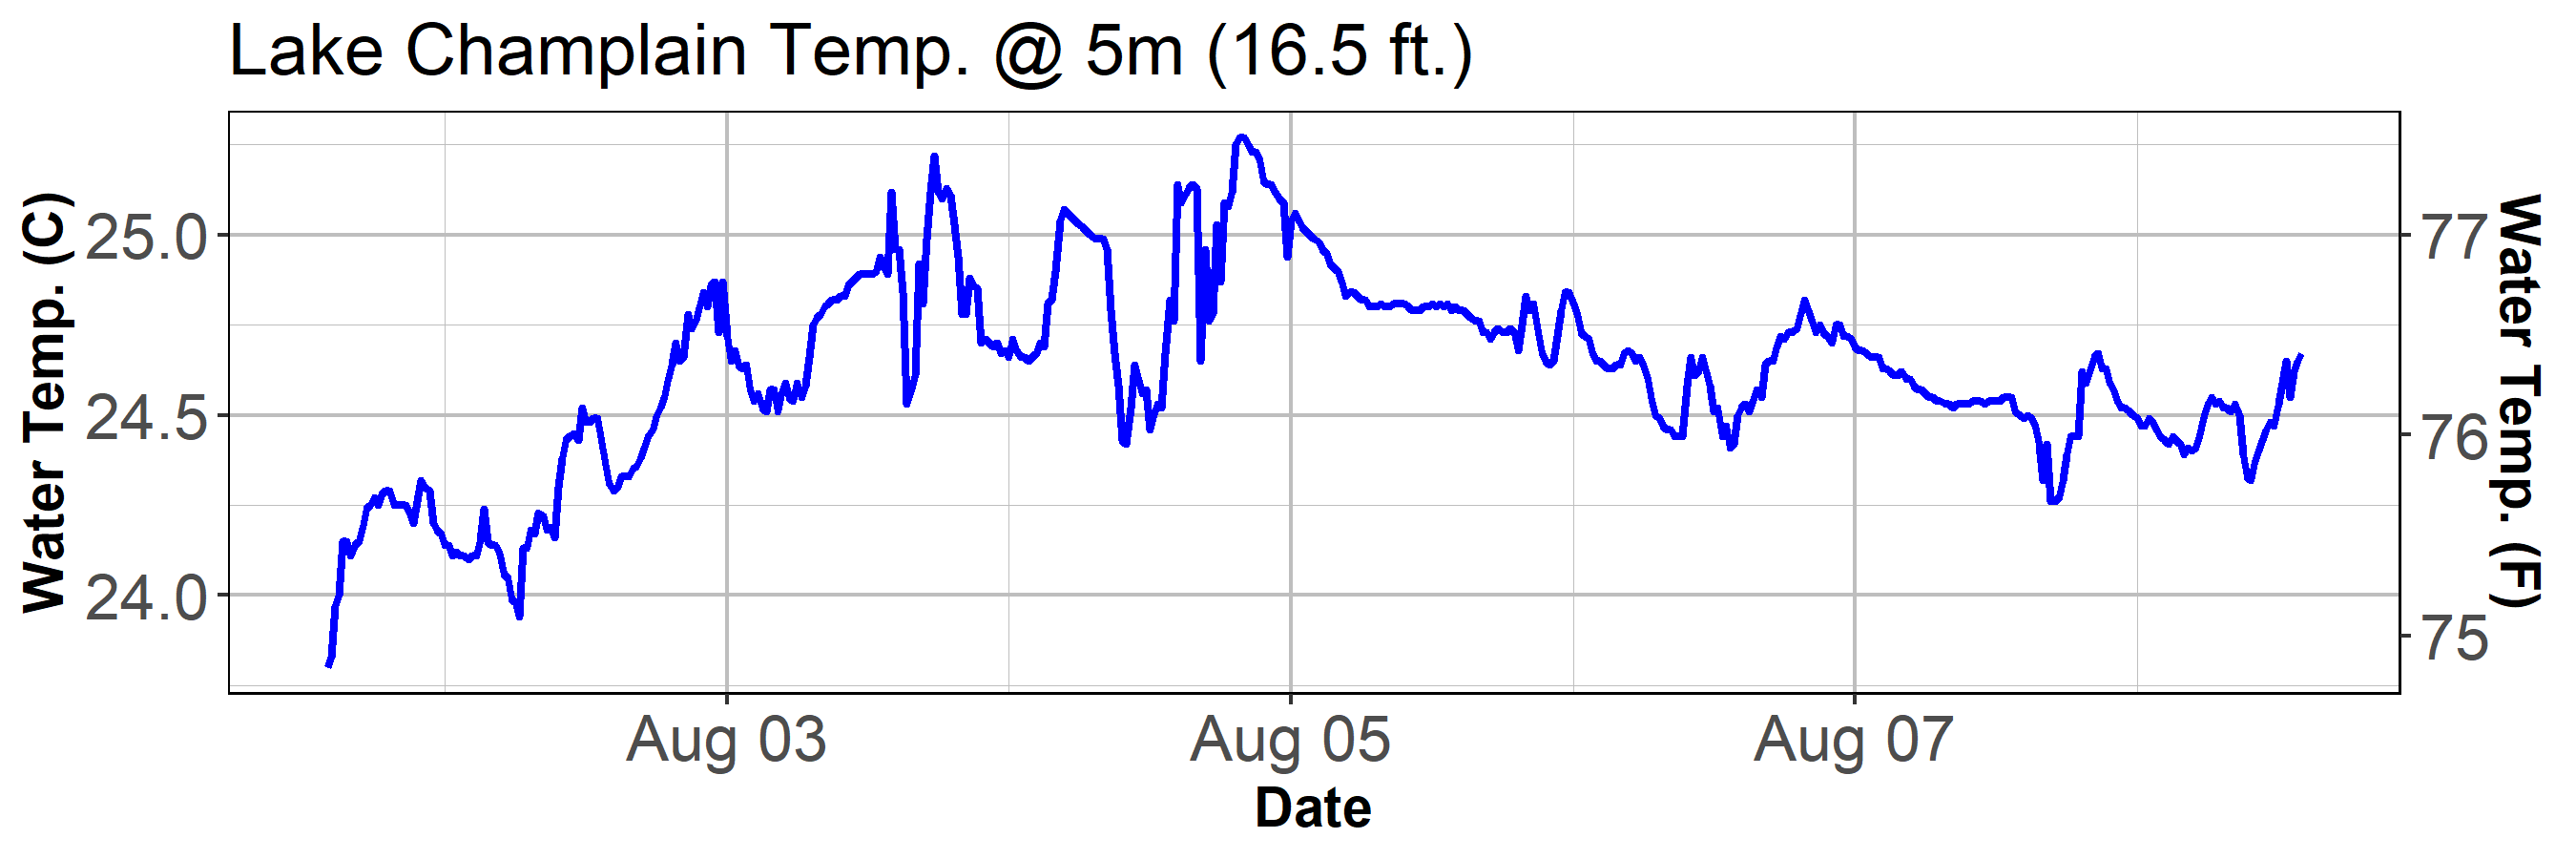 Lake Champlain Temp. @ 5m (16.5 ft.)
Water Temp. (C)
25.0
24.5
24.0
77
76
75
Water Temp. (F)
Aug 03
Aug 05
Aug 07
Date